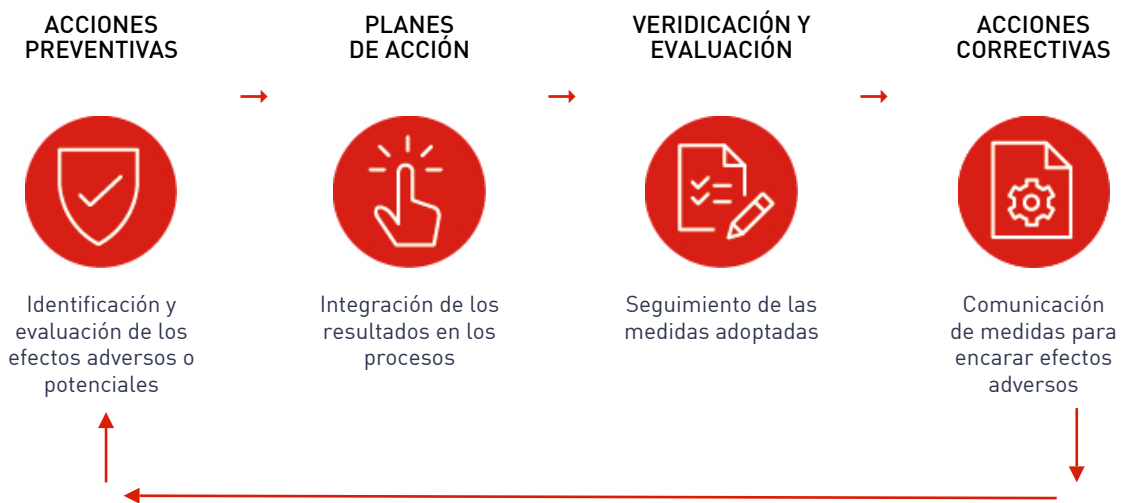 ACCIONES
PREVENTIVAS
PLANES
DE ACCIÓN
VERIDICACIÓN Y
EVALUACIÓN
ACCIONES
CORRECTIVAS
Identificación y
evaluación de los
efectos adversos o
potenciales
Integración de los
resultados en los
procesos
Seguimiento de las
medidas adoptadas
Comunicación
de medidas para
encarar efectos
adversos